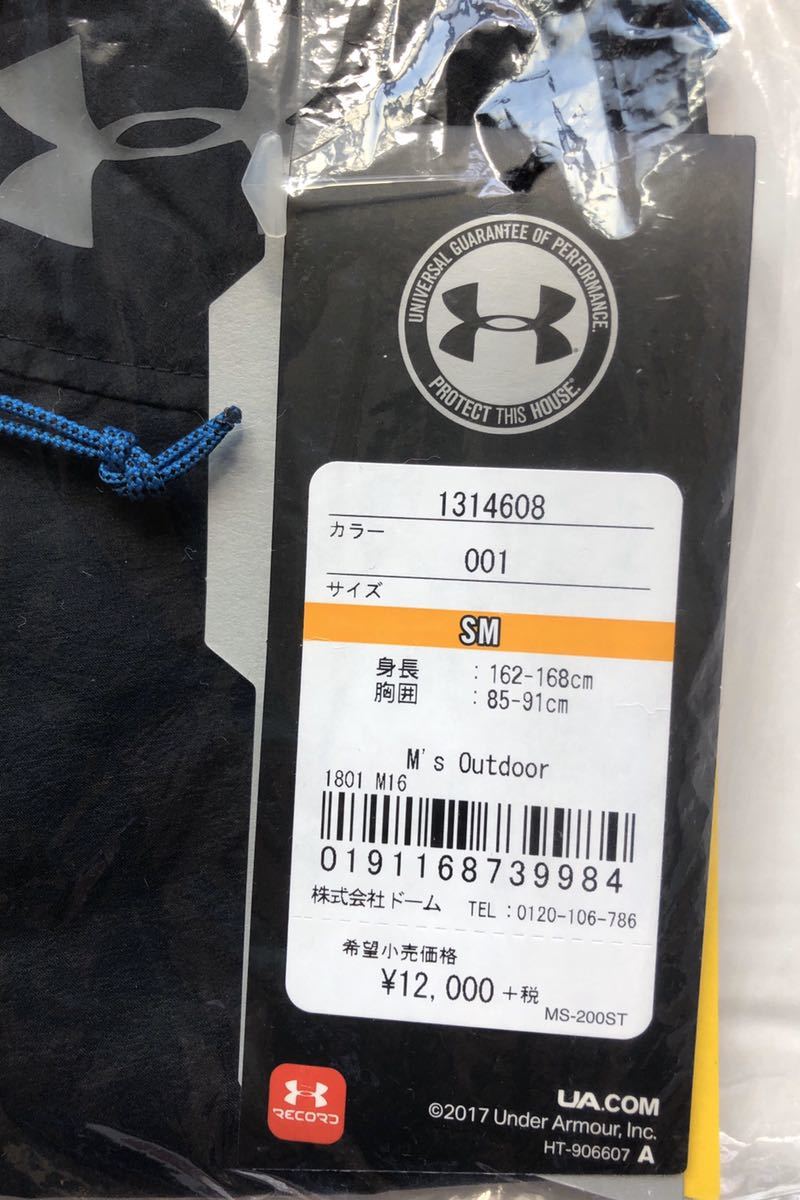 UNIVERSAL GUARANTEE OF PERFORMANCE.
PROTECT THIS HOUSE.®
1314608
カラー
001
サイズ
SM
身長 : 162-168cm
胸囲 : 85-91cm
M's Outdoor
1801 M16
0191168739984
株式会社ドーム TEL:0120-106-786
希望小売価格
¥12,000 +税
MS-200ST
RECORD
UA.COM
©2017 Under Armour, Inc.
HT-906607 A